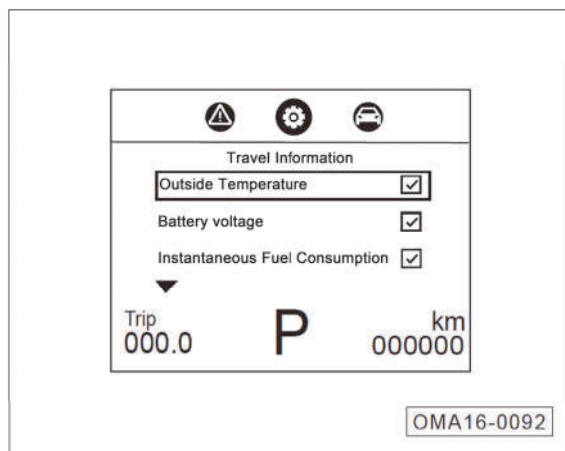 Travel Information
Outside Temperature
Battery voltage
Instantaneous Fuel Consumption
Trip
000.0
P
km
000000
OMA16-0092